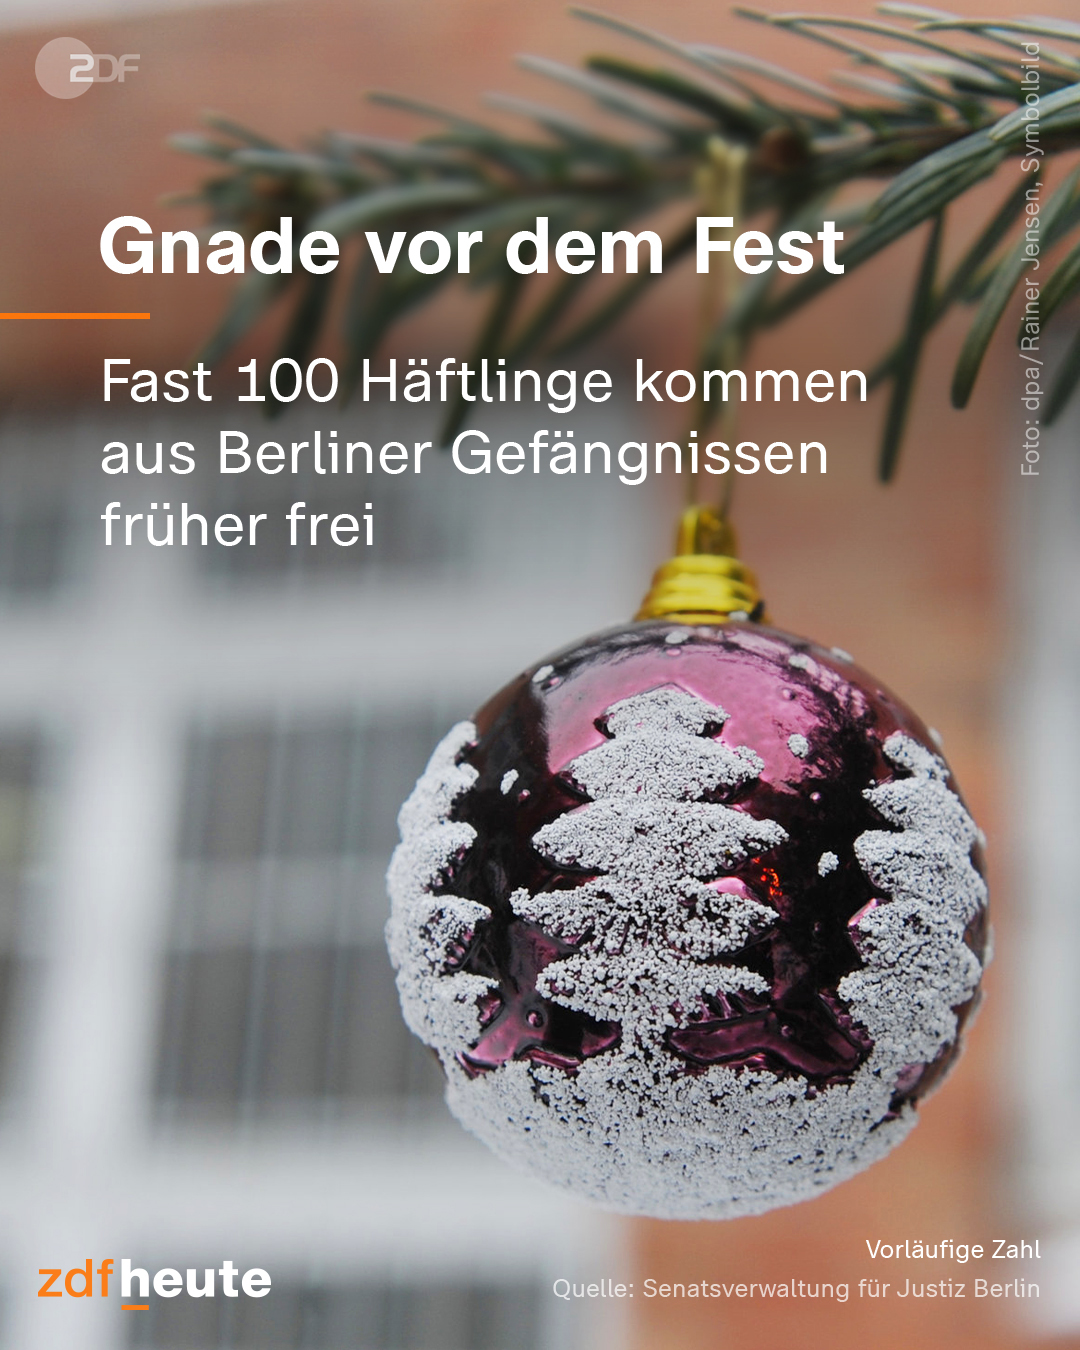 2DF
Gnade vor dem Fest
Fast 100 Häftlinge kommen
aus Berliner Gefängnissen
früher frei
Foto: dpa/Rainer Jensen, Symbolbild
zdfheute
Vorläufige Zahl
Quelle: Senatsverwaltung für Justiz Berlin